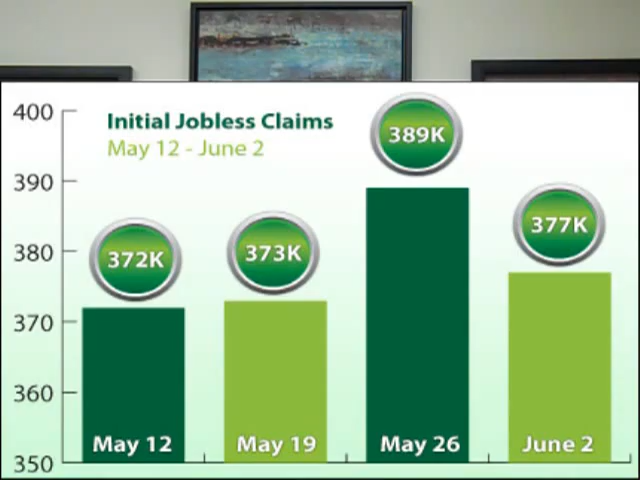 Initial Jobless Claims
May 12 - June 2
400
390
380
370
360
350
372K
373K
389K
377K
May 12
May 19
May 26
June 2